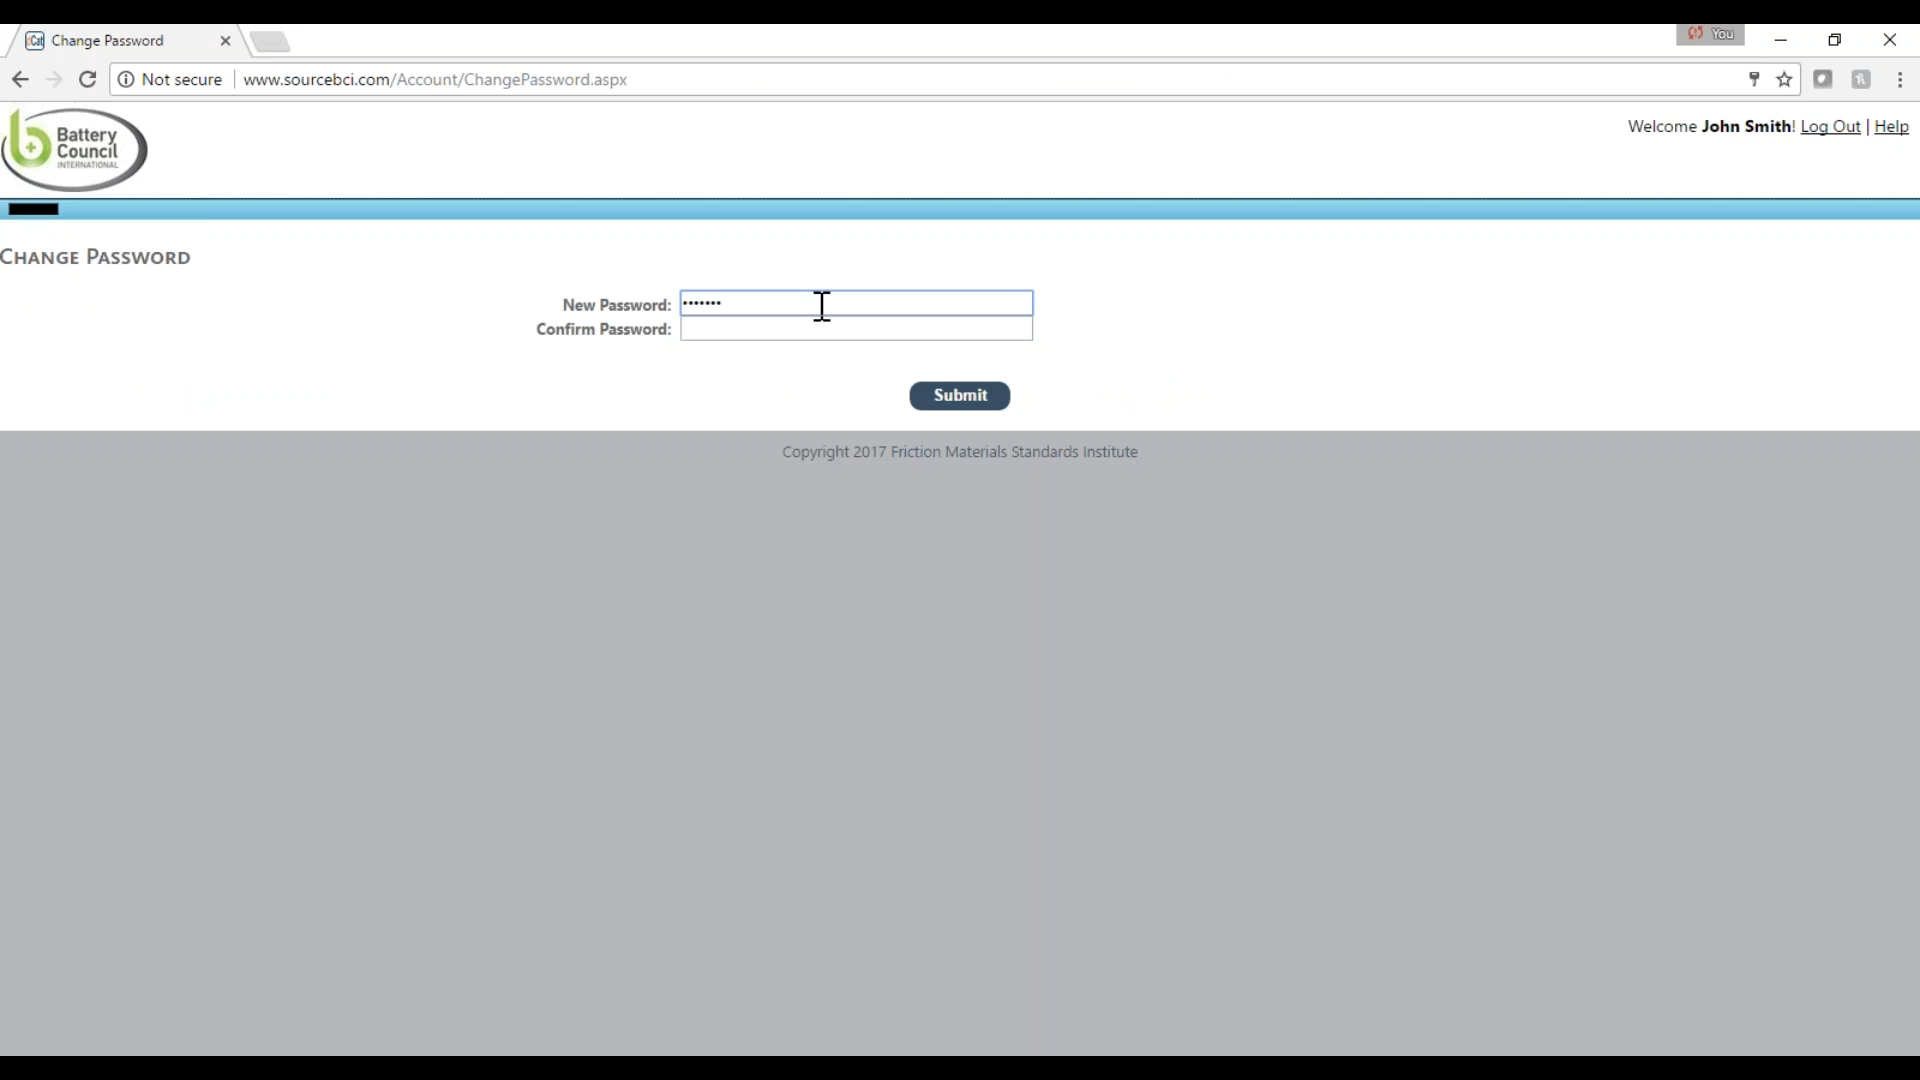 Cat Change Password
You
Not secure www.sourcebci.com/Account/ChangePassword.aspx
Battery
Council
INTERNATIONAL
Welcome John Smith! Log Out | Help
CHANGE PASSWORD
New Password: •••••••
Confirm Password:
Submit
Copyright 2017 Friction Materials Standards Institute